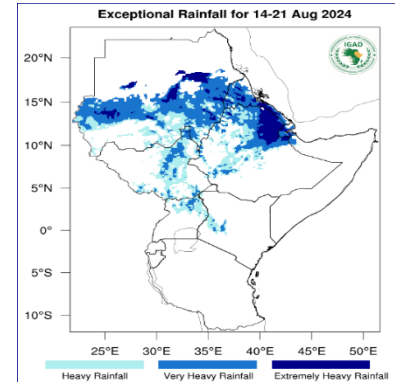 Exceptional Rainfall for 14-21 Aug 2024
IGAD
20°N
15°N
10°N
5°N
0°
5°S
10°S
25°E 30°E 35°E 40°E 45°E 50°E
Heavy Rainfall Very Heavy Rainfall Extremely Heavy Rainfall